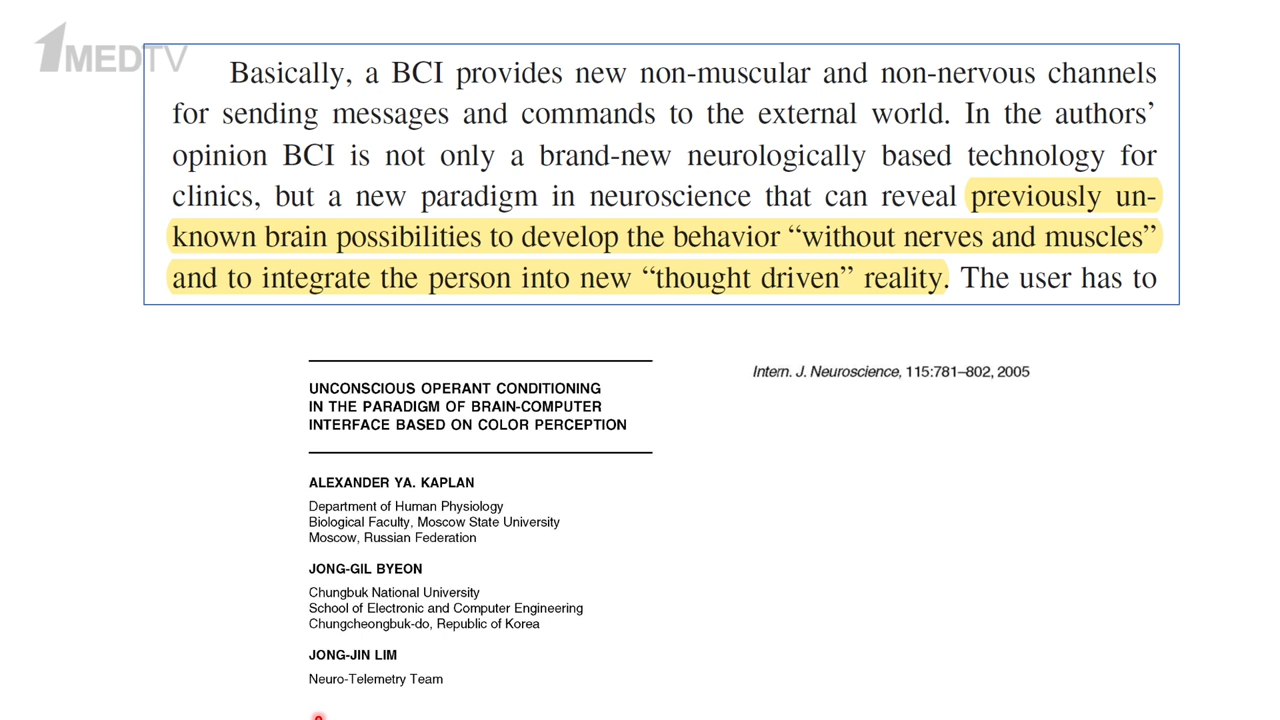 1MEDTV
Basically, a BCI provides new non-muscular and non-nervous channels
for sending messages and commands to the external world. In the authors’
opinion BCI is not only a brand-new neurologically based technology for
clinics, but a new paradigm in neuroscience that can reveal previously un-
known brain possibilities to develop the behavior “without nerves and muscles”
and to integrate the person into new “thought driven” reality. The user has to
Intern. J. Neuroscience, 115:781–802, 2005
UNCONSCIOUS OPERANT CONDITIONING
IN THE PARADIGM OF BRAIN-COMPUTER
INTERFACE BASED ON COLOR PERCEPTION
ALEXANDER YA. KAPLAN
Department of Human Physiology
Biological Faculty, Moscow State University
Moscow, Russian Federation
JONG-GIL BYEON
Chungbuk National University
School of Electronic and Computer Engineering
Chungcheongbuk-do, Republic of Korea
JONG-JIN LIM
Neuro-Telemetry Team